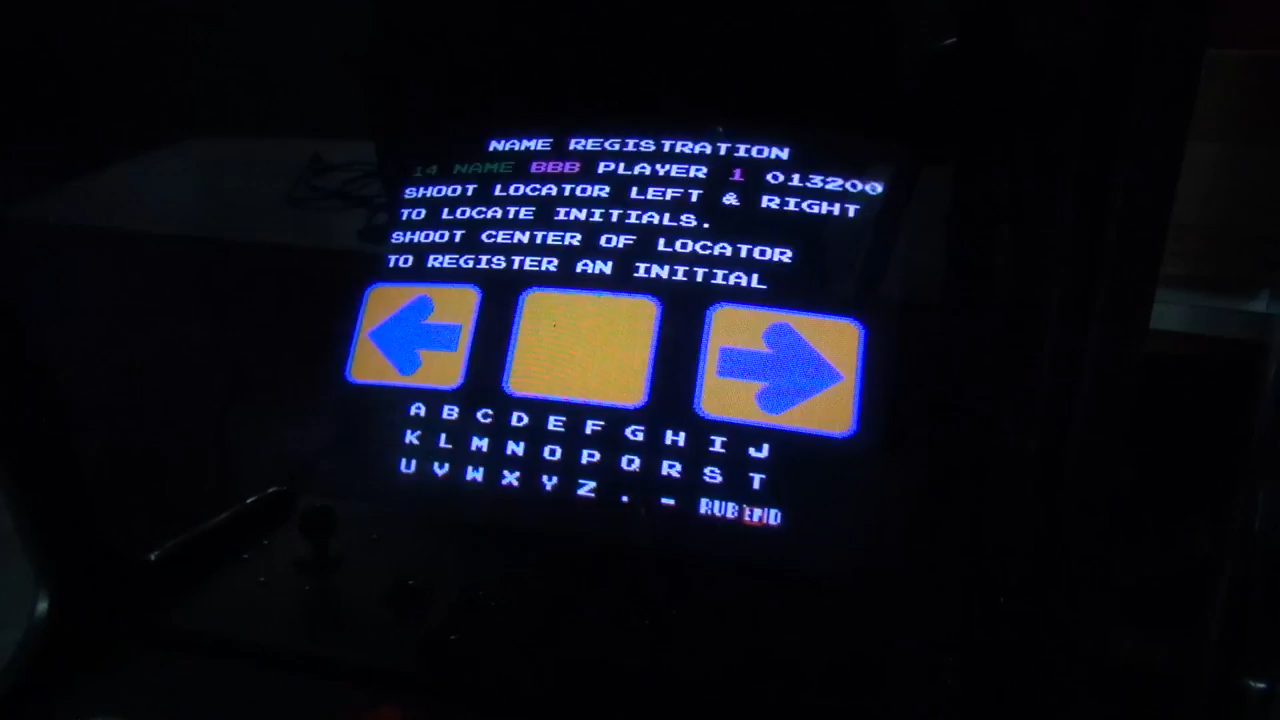 NAME REGISTRATION
14 NAME BBB PLAYER 1 013200
SHOOT LOCATOR LEFT & RIGHT
TO LOCATE INITIALS.
SHOOT CENTER OF LOCATOR
TO REGISTER AN INITIAL
A B C D E F G H I J
K L M N O P Q R S T
U V W X Y Z . - RUB END